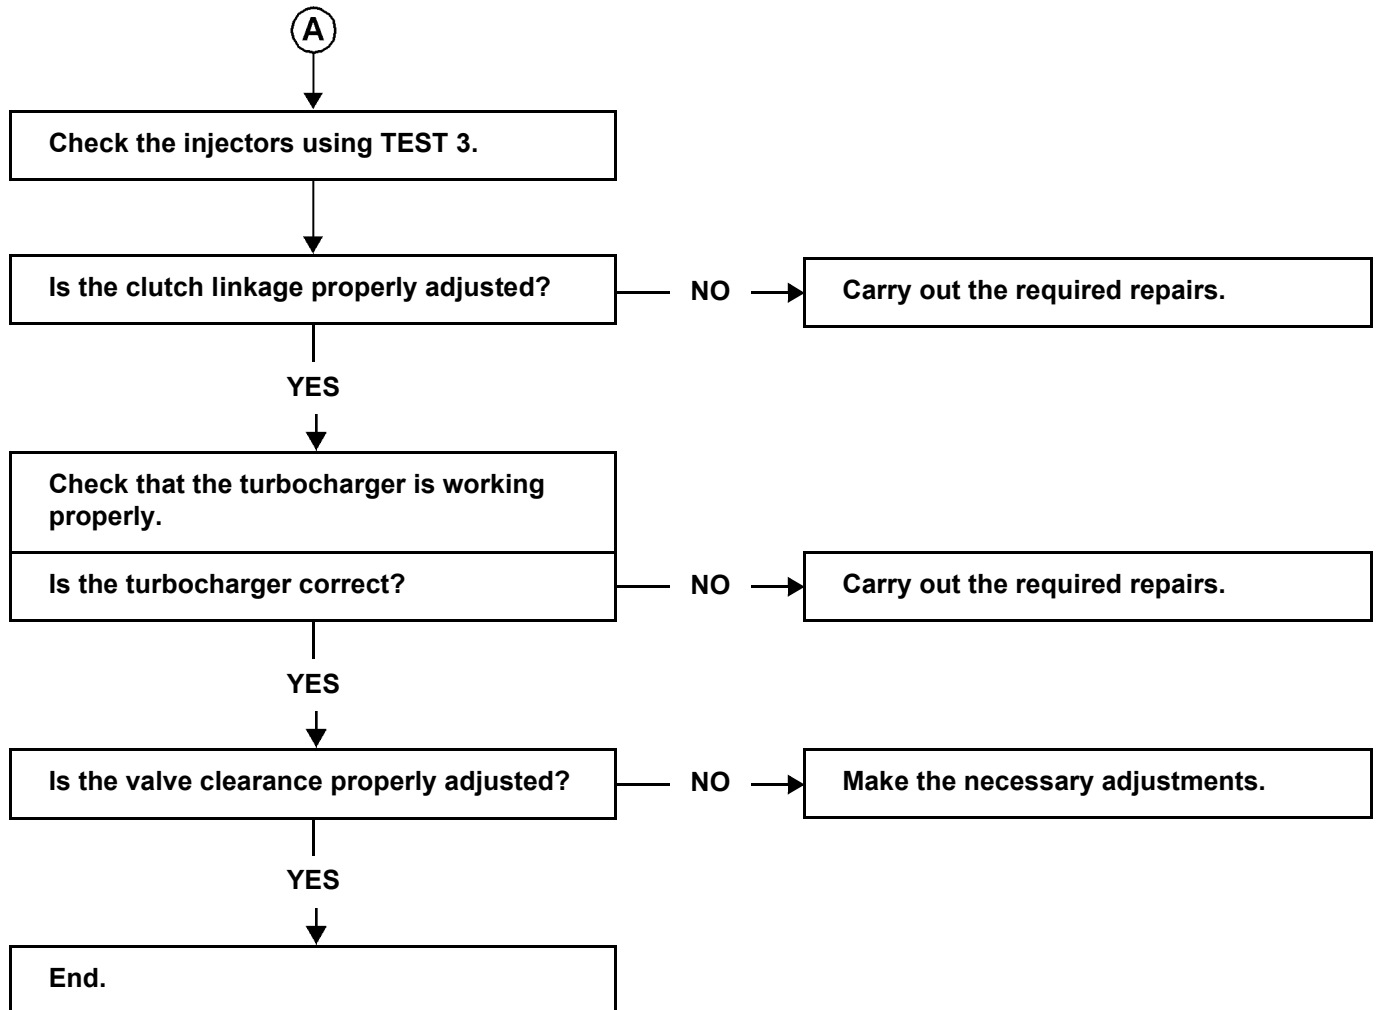 A
Check the injectors using TEST 3.
Is the clutch linkage properly adjusted?
NO
Carry out the required repairs.
YES
Check that the turbocharger is working
properly.
Is the turbocharger correct?
NO
Carry out the required repairs.
YES
Is the valve clearance properly adjusted?
NO
Make the necessary adjustments.
YES
End.